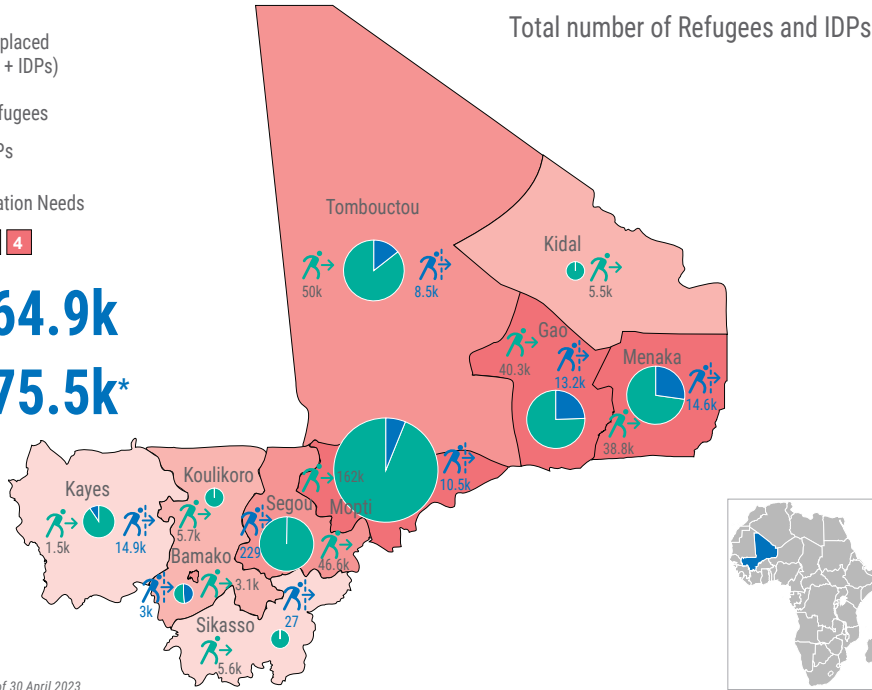 Total number of Refugees and IDPs
placed
+ IDPs)
fugees
Ps
ation Needs
4
64.9k
75.5k*
Tombouctou
50k
8.5k
Kidal
5.5k
Gao
40.3k
13.2k
Menaka
14.6k
38.8k
162k
10.5k
Mopti
Kayes
1.5k
14.9k
Koulikoro
5.7k
Segou
229
46.6k
Bamako
3.1k
3k
27
Sikasso
5.6k
of 30 April 2023